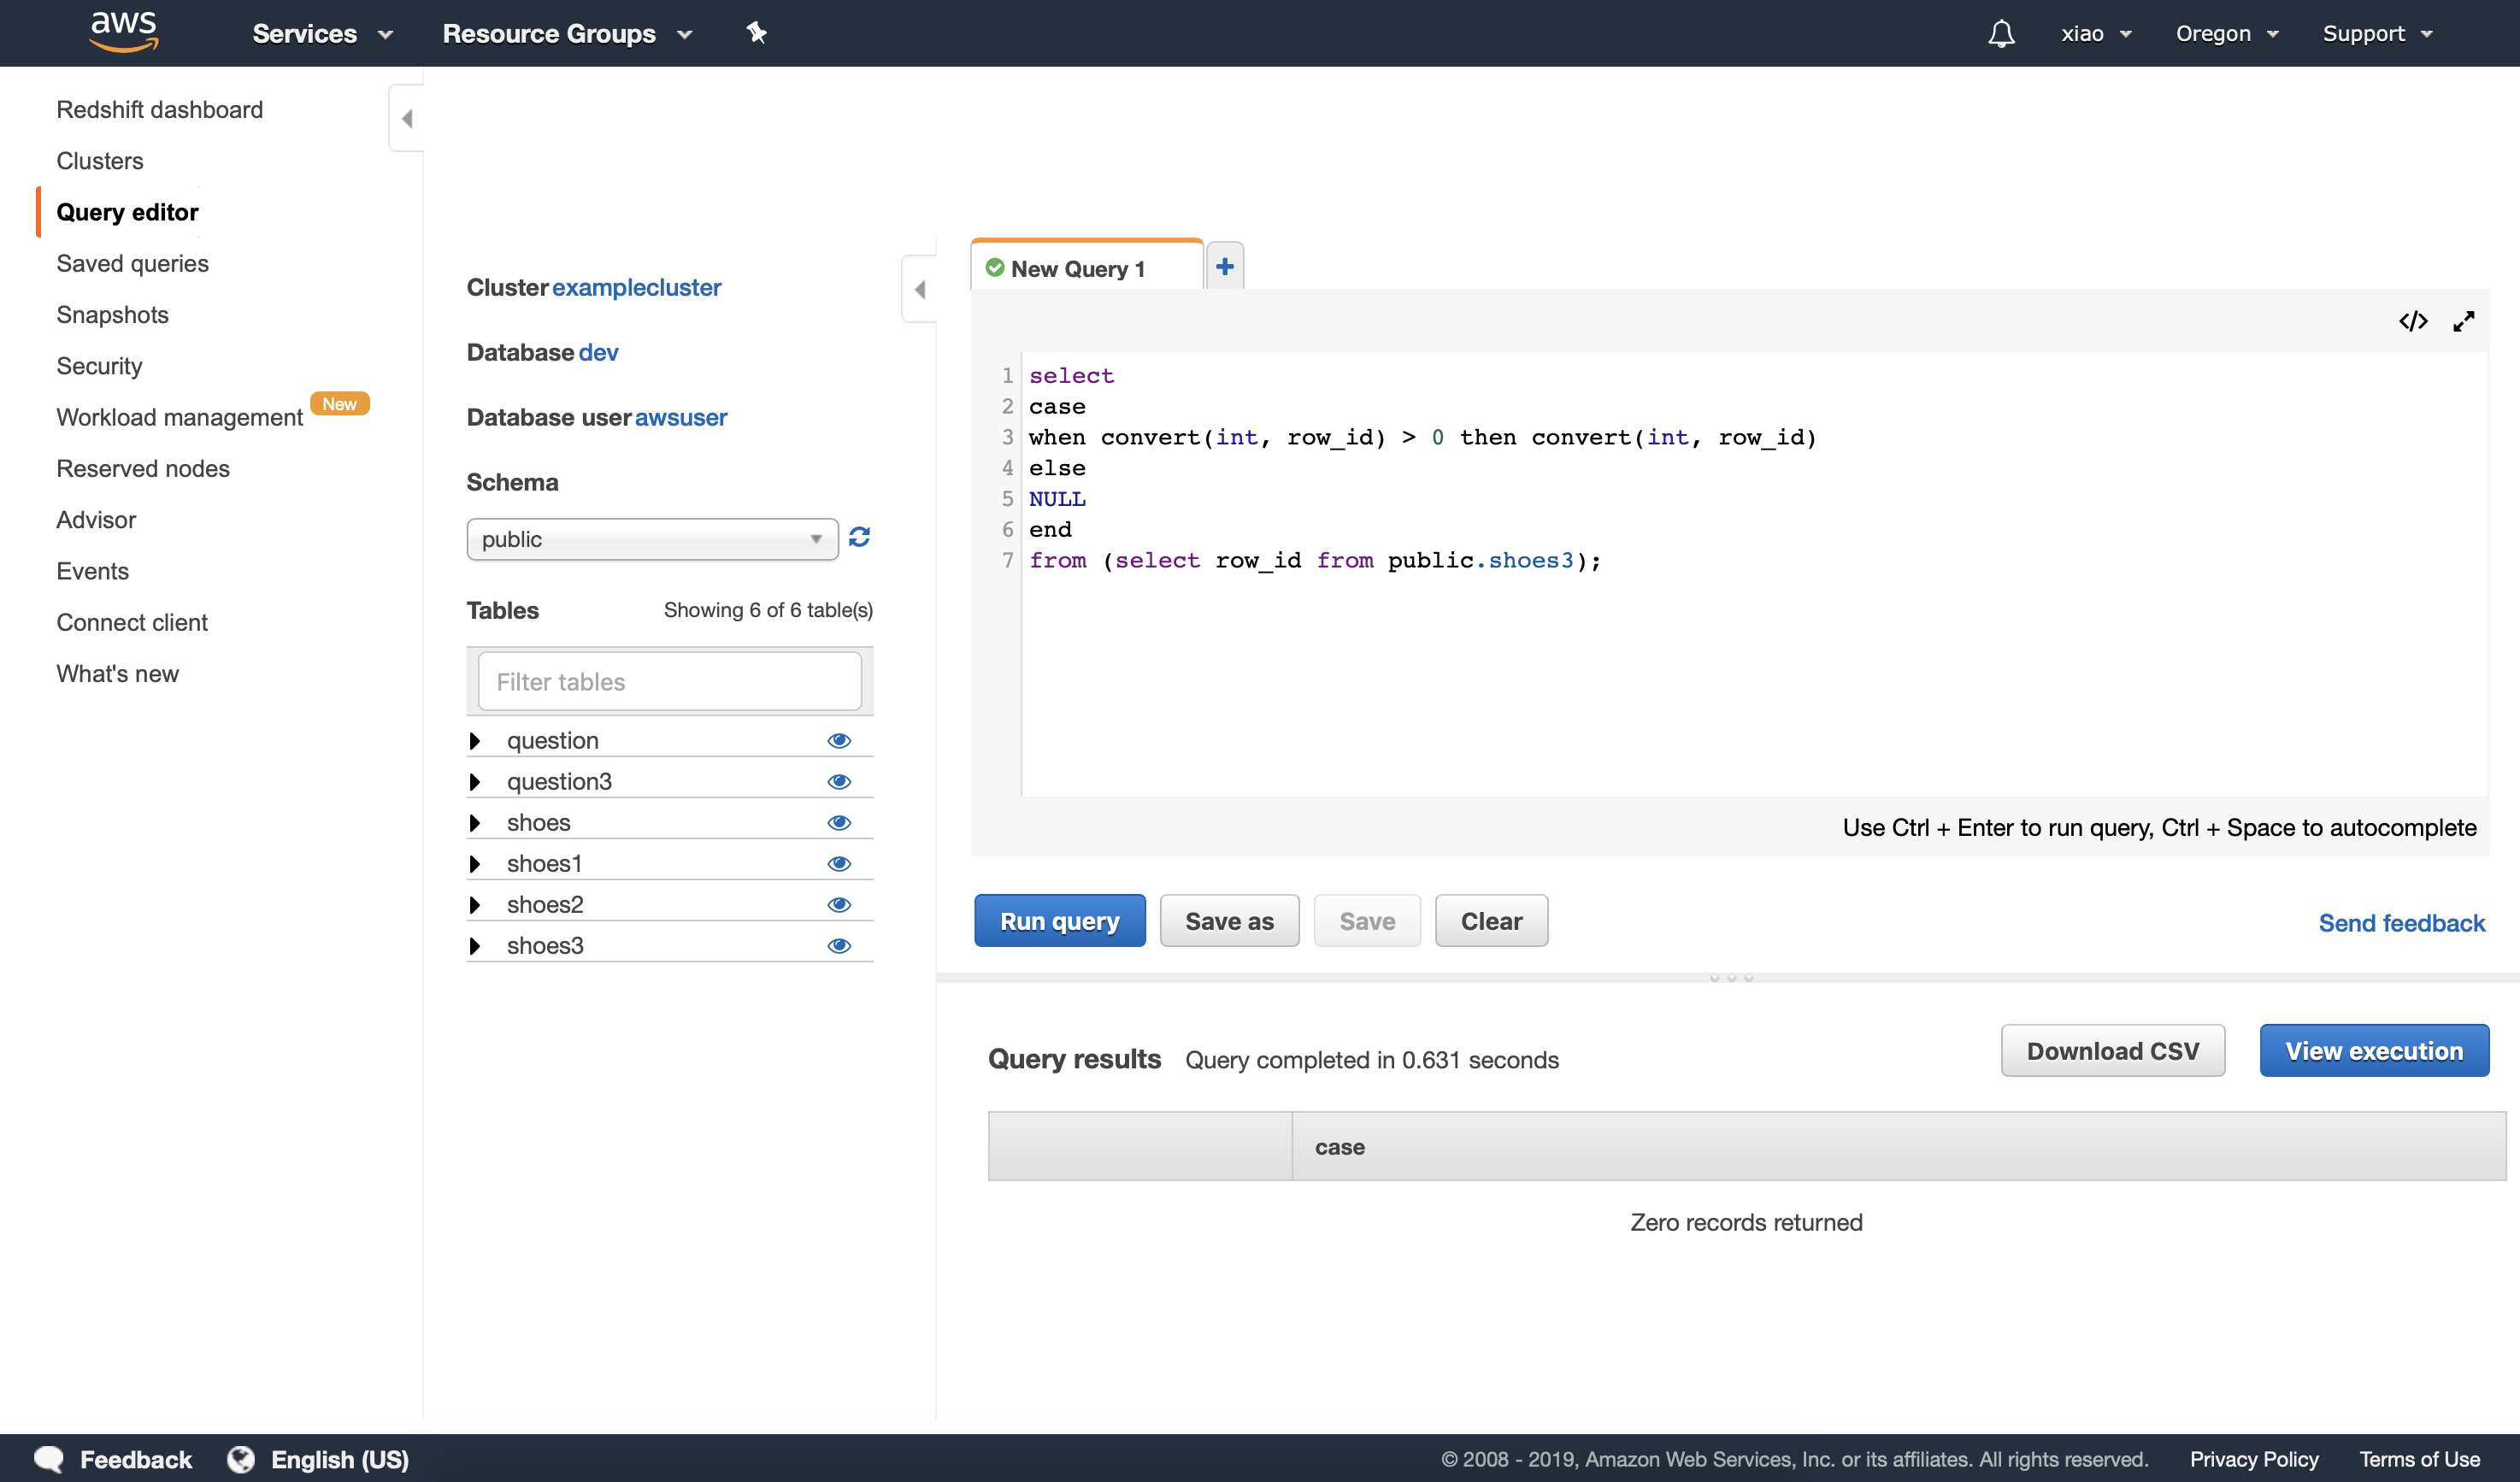 aws Services Resource Groups xiao Oregon Support
Redshift dashboard
Clusters
Query editor
Saved queries
Snapshots
Security
Workload management New
Reserved nodes
Advisor
Events
Connect client
What's new
Cluster examplecluster
Database dev
Database user awsuser
Schema
public
Tables Showing 6 of 6 table(s)
Filter tables
question
question3
shoes
shoes1
shoes2
shoes3
New Query 1
1 select
2 case
3 when convert(int, row_id) > 0 then convert(int, row_id)
4 else
5 NULL
6 end
7 from (select row_id from public.shoes3);
Use Ctrl + Enter to run query, Ctrl + Space to autocomplete
Run query Save as Save Clear Send feedback
Query results Query completed in 0.631 seconds Download CSV View execution
case
Zero records returned
Feedback English (US) © 2008 - 2019, Amazon Web Services, Inc. or its affiliates. All rights reserved. Privacy Policy Terms of Use